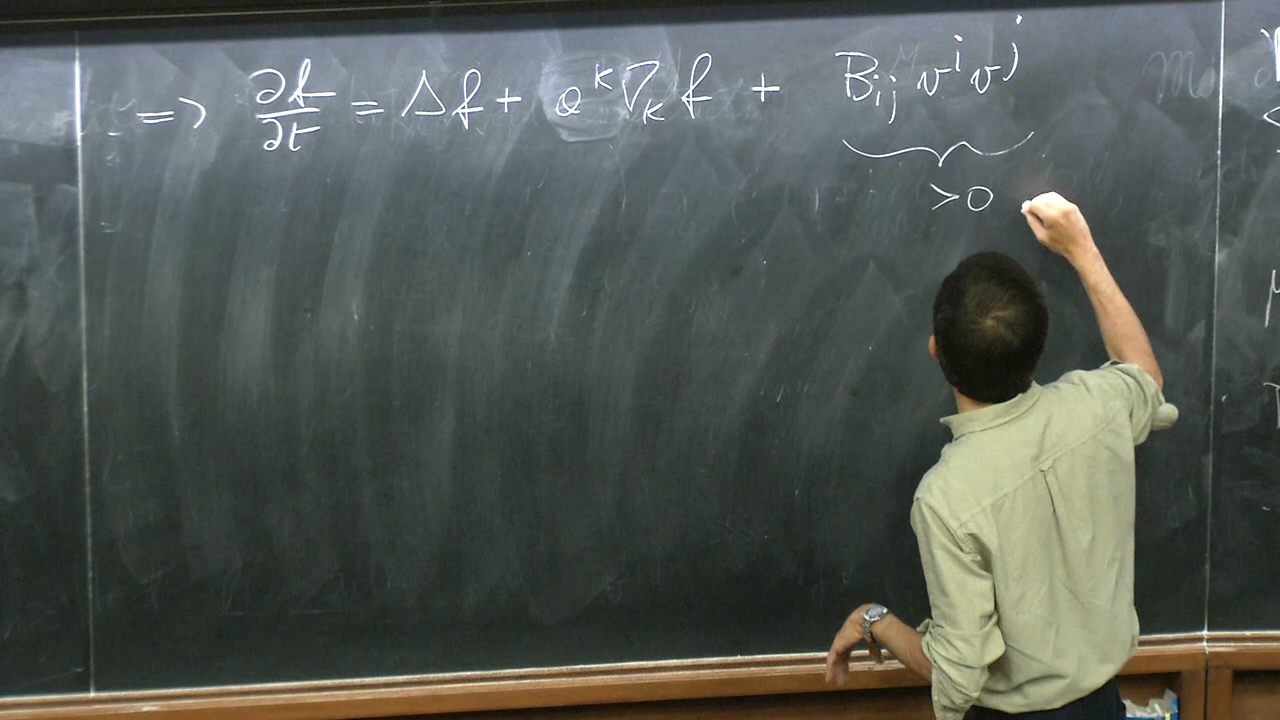 => ∂f/∂t = Δf + a^k ∇_k f + B_ij v^i v^j
>0